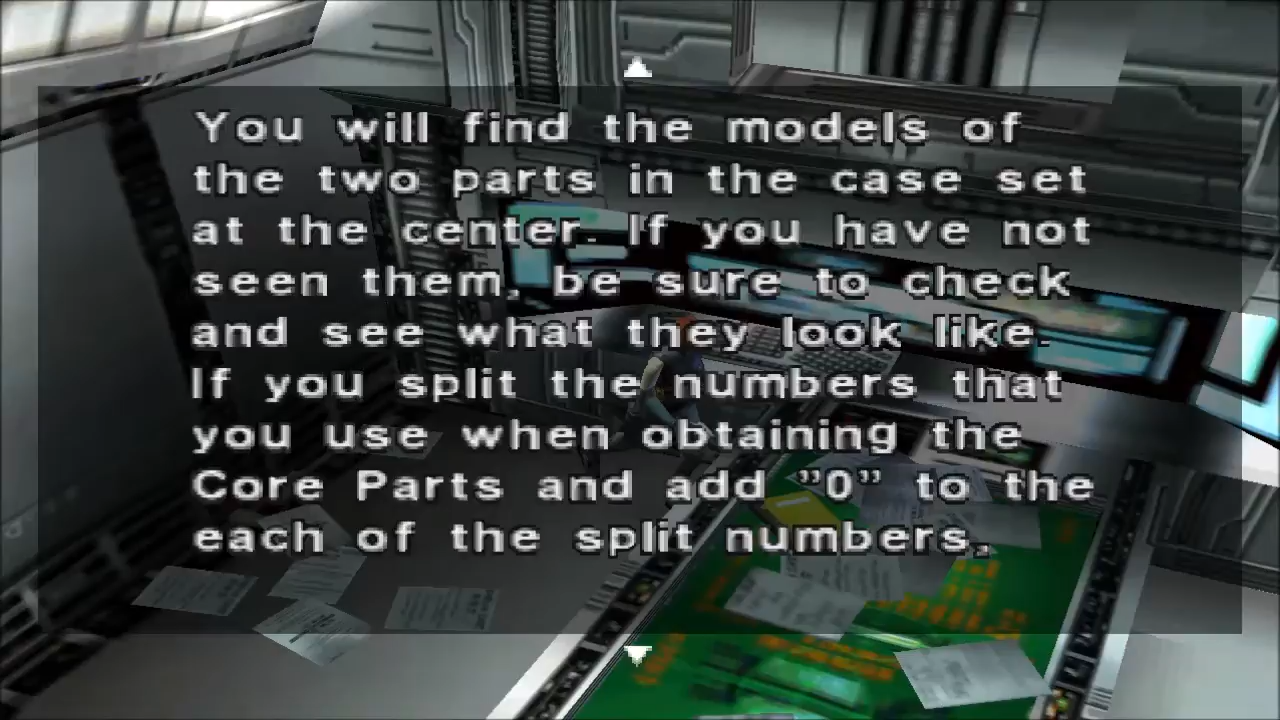 You will find the models of
the two parts in the case set
at the center. If you have not
seen them, be sure to check
and see what they look like.
If you split the numbers that
you use when obtaining the
Core Parts and add ”0” to the
each of the split numbers,